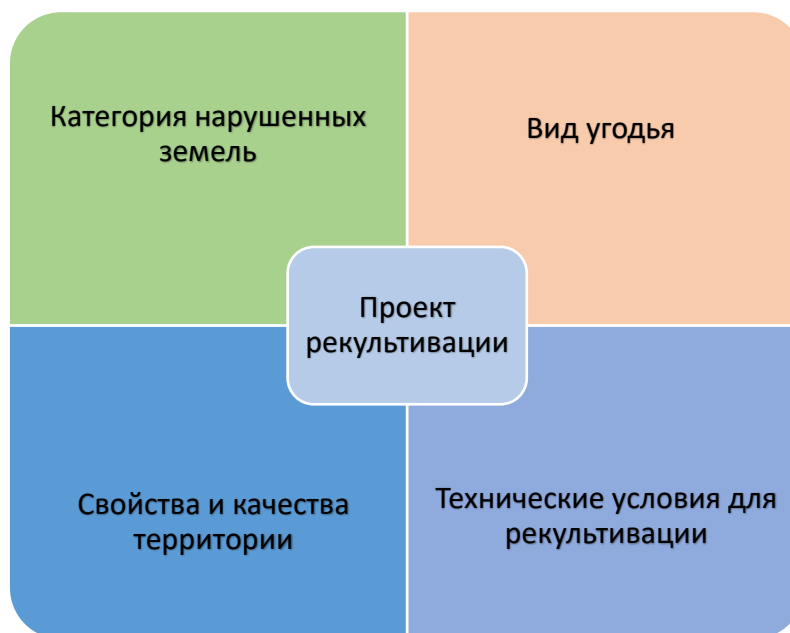 Категория нарушенных
земель
Вид угодья
Проект
рекультивации
Свойства и качества
территории
Технические условия для
рекультивации